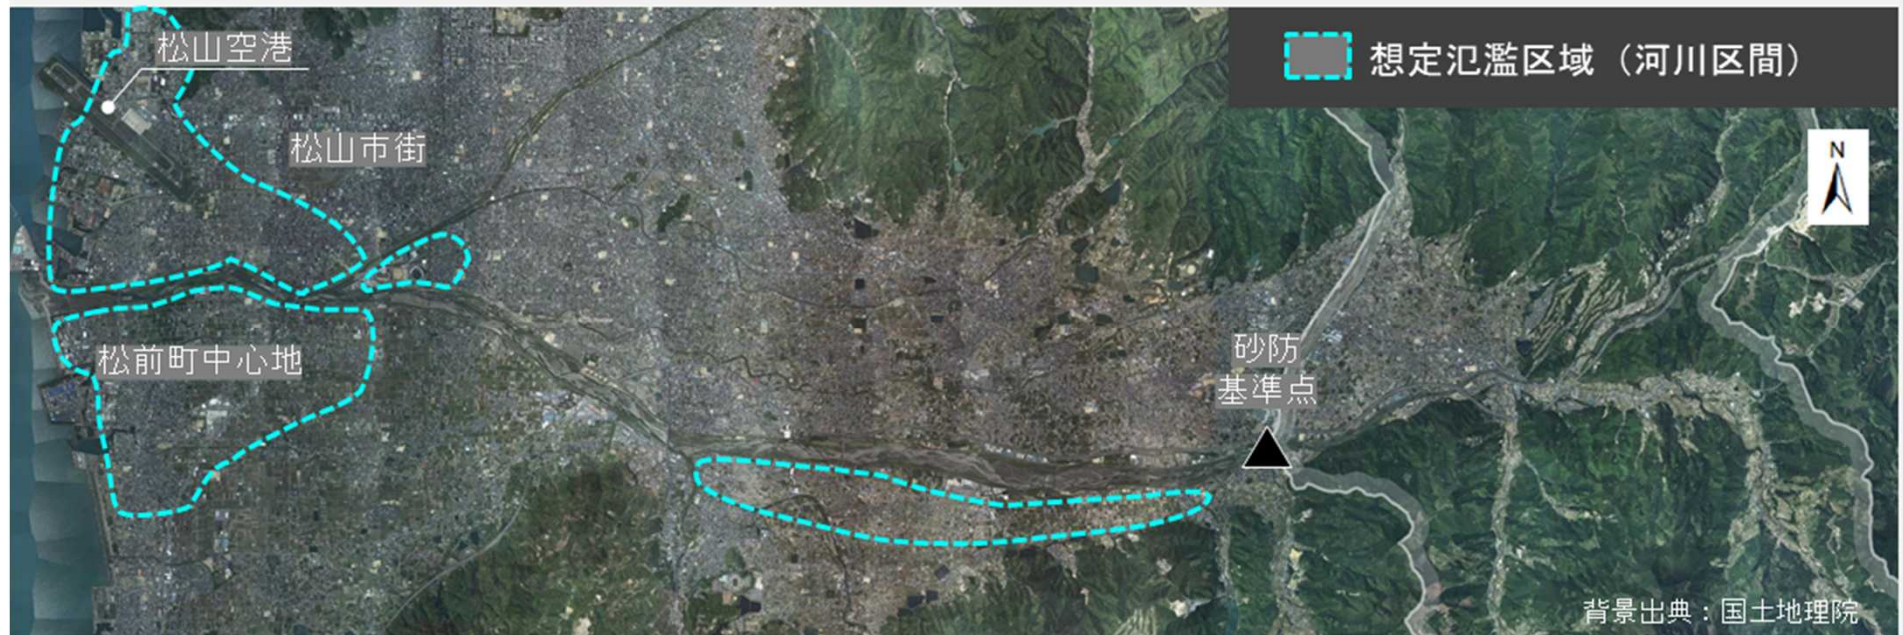 松山空港
想定氾濫区域（河川区間）
松山市街
N
砂防
基準点
松前町中心地
背景出典：国土地理院